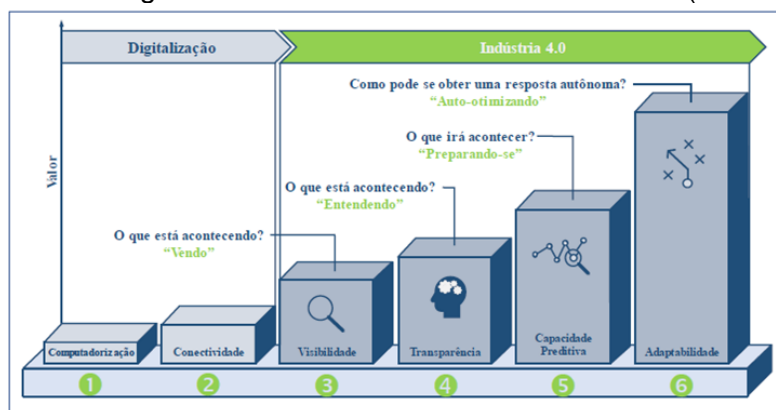 Digitalização
Indústria 4.0
Como pode se obter uma resposta autônoma?
“Auto-otimizando”
O que irá acontecer?
“Preparando-se”
O que está acontecendo?
“Entendendo”
O que está acontecendo?
“Vendo”
Valor
Computadorização
Conectividade
Visibilidade
Transparência
Capacidade
Preditiva
Adaptabilidade
1
2
3
4
5
6